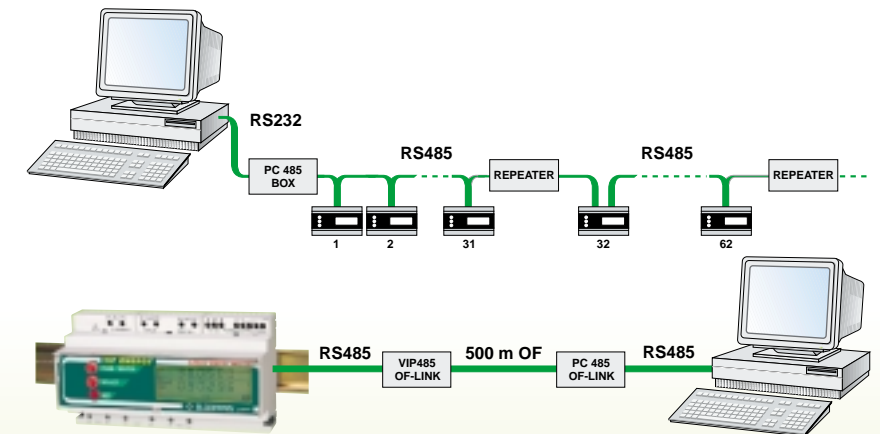 RS232
RS485
RS485
PC 485
BOX
REPEATER
REPEATER
1
2
31
32
62
RS485
VIP485
OF-LINK
500 m OF
PC 485
OF-LINK
RS485